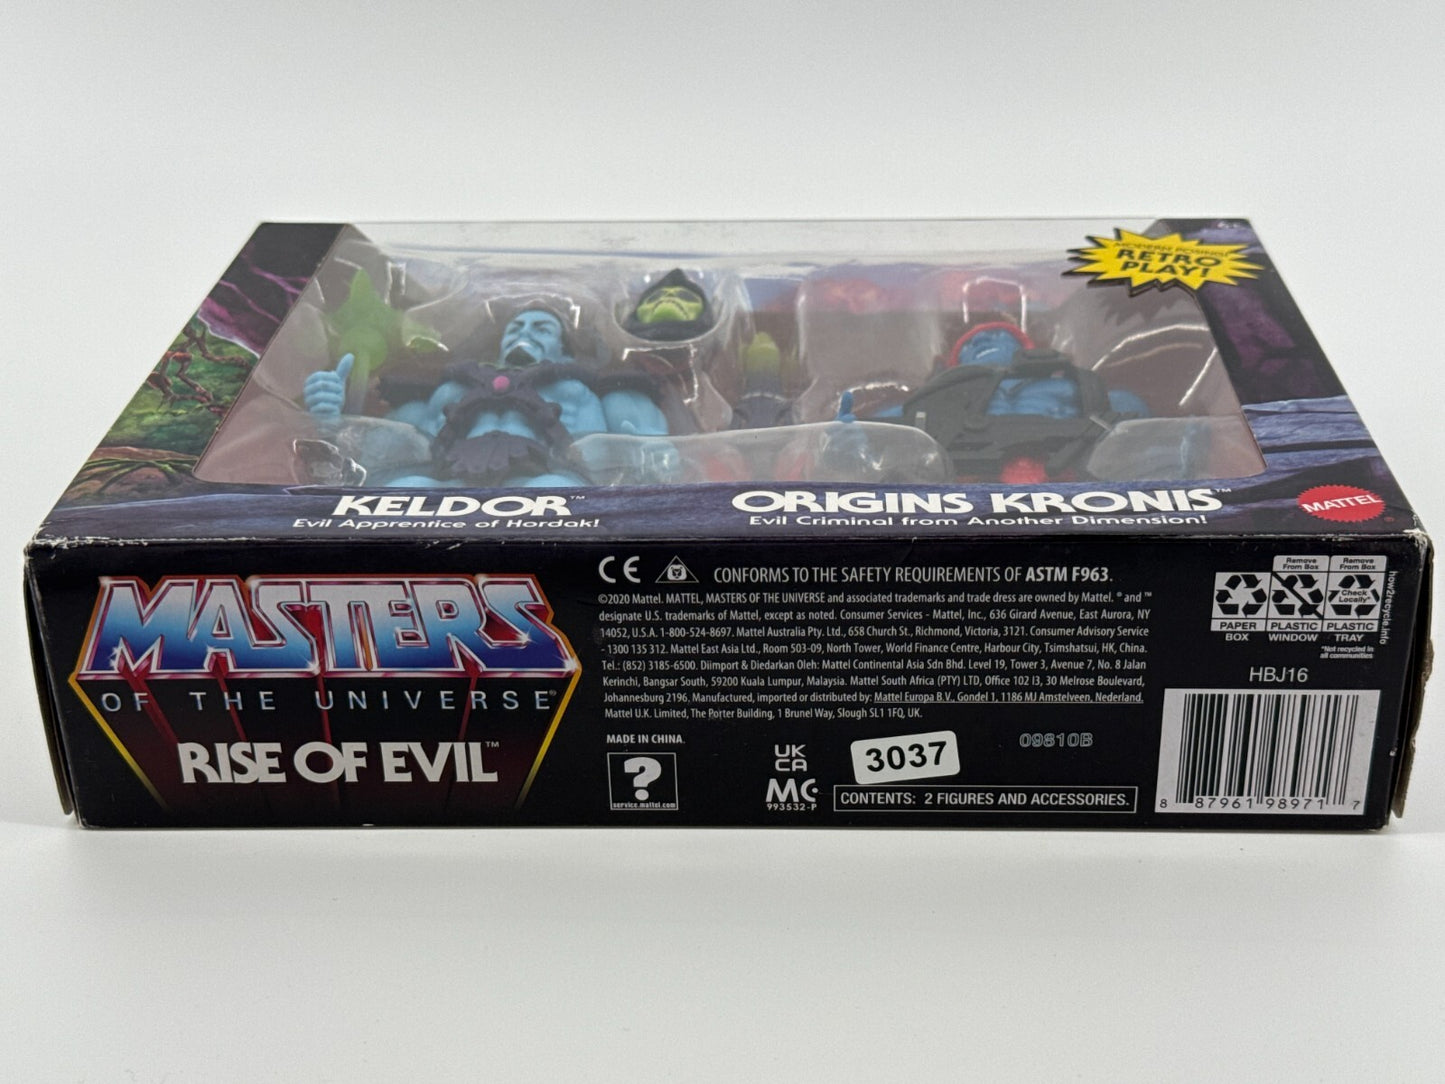 MODERN POSING!
RETRO
PLAY!
KELDOR™
Evil Apprentice of Hordak!
ORIGINS KRONIS™
Evil Criminal from Another Dimension!
MATTEL®
MASTERS
OF THE UNIVERSE®
RISE OF EVIL™
CE CONFORMS TO THE SAFETY REQUIREMENTS OF ASTM F963.
©2020 Mattel. MATTEL, MASTERS OF THE UNIVERSE and associated trademarks and trade dress are owned by Mattel. ® and ™
designate U.S. trademarks of Mattel, except as noted. Consumer Services - Mattel, Inc., 636 Girard Avenue, East Aurora, NY
14052, U.S.A. 1-800-524-8697. Mattel Australia Pty. Ltd., 658 Church St., Richmond, Victoria, 3121. Consumer Advisory Service
- 1300 135 312. Mattel East Asia Ltd., Room 503-09, North Tower, World Finance Centre, Harbour City, Tsimshatsui, HK, China.
Tel.: (852) 3185-6500. Diimport & Diedarkan Oleh: Mattel Continental Asia Sdn Bhd. Level 19, Tower 3, Avenue 7, No. 8 Jalan
Kerinchi, Bangsar South, 59200 Kuala Lumpur, Malaysia. Mattel South Africa (PTY) LTD, Office 102 I3, 30 Melrose Boulevard,
Johannesburg 2196. Manufactured, imported or distributed by: Mattel Europa B.V., Gondel 1, 1186 MJ Amstelveen, Nederland.
Mattel U.K. Limited, The Porter Building, 1 Brunel Way, Slough SL1 1FQ, UK.
MADE IN CHINA.
?
service.mattel.com
UK
CA
MC
993532-P
3037
09810B
CONTENTS: 2 FIGURES AND ACCESSORIES.
Remove From Box
Remove From Box
Check Locally*
PAPER BOX
PLASTIC WINDOW
PLASTIC TRAY
*Not recycled in all communities
how2recycle.info
HBJ16
8 87961 98971 7